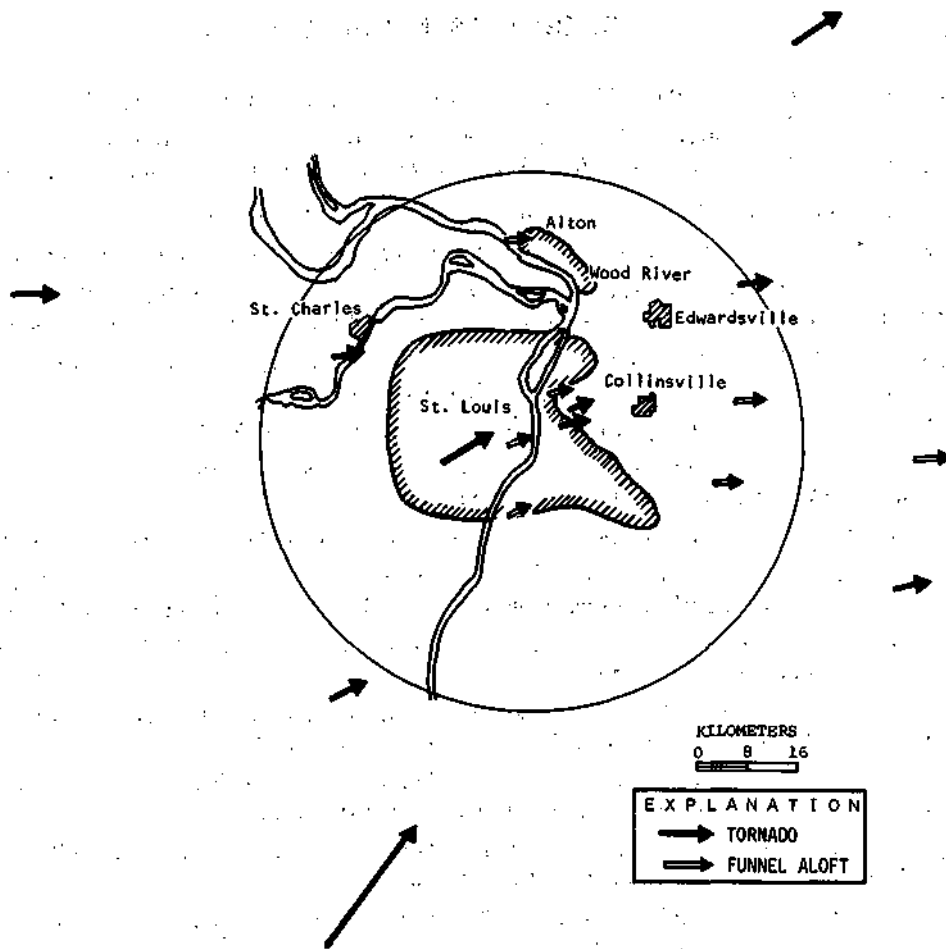 Alton
Wood River
St. Charles
Edwardsville
Collinsville
St. Louis
KILOMETERS
0 8 16
EXPLANATION
TORNADO
FUNNEL ALOFT